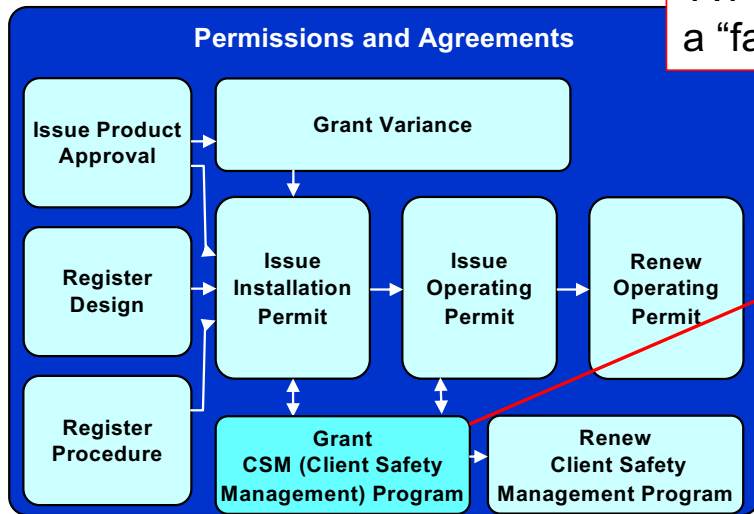 a “fa
Permissions and Agreements
Issue Product
Approval
Grant Variance
Register
Design
Issue
Installation
Permit
Issue
Operating
Permit
Renew
Operating
Permit
Register
Procedure
Grant
CSM (Client Safety
Management) Program
Renew
Client Safety
Management Program